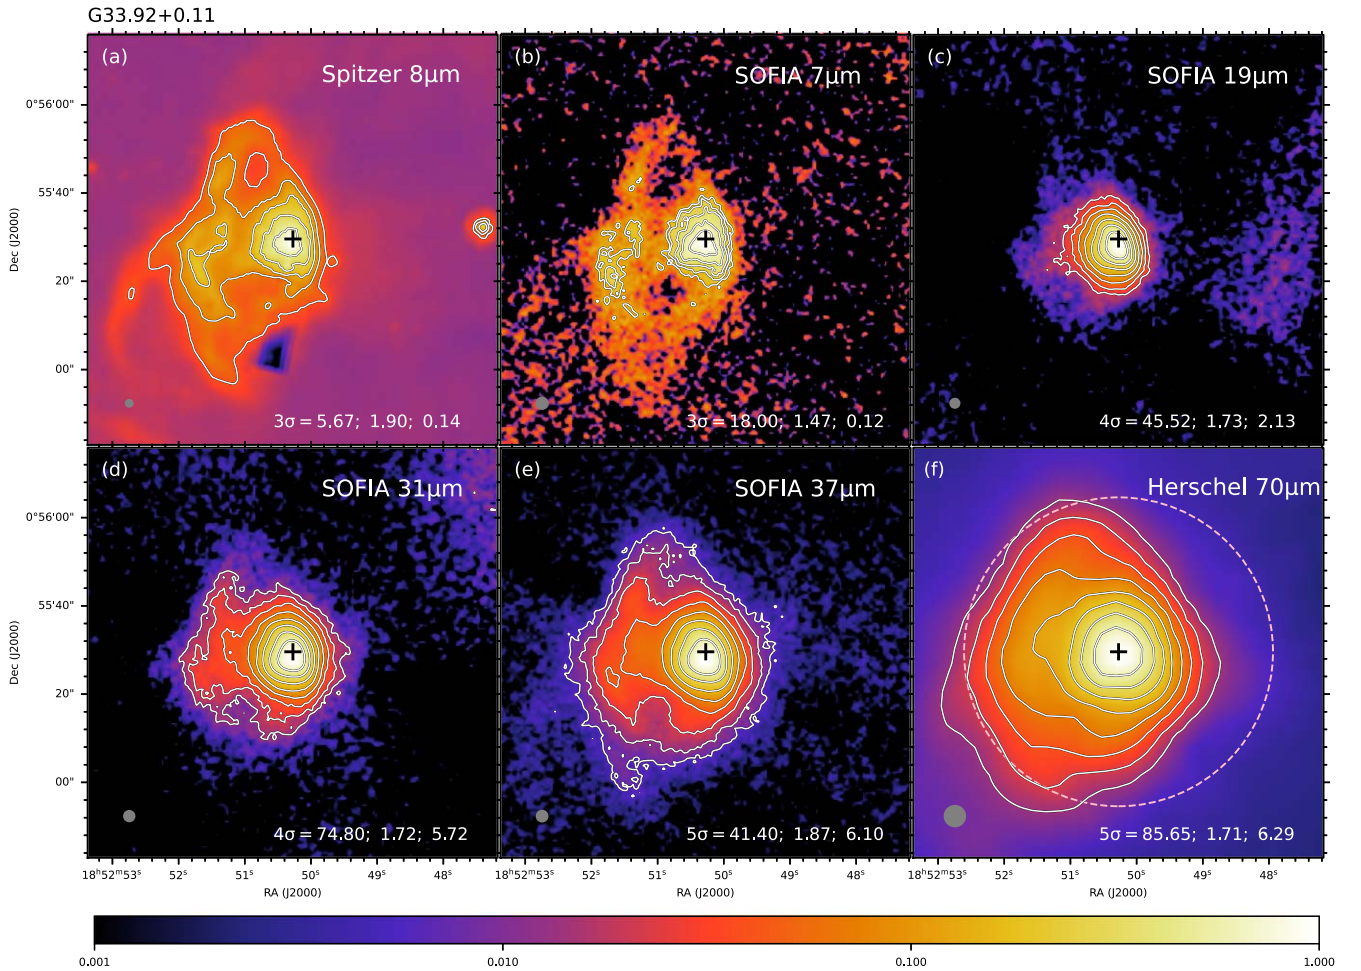 G33.92+0.11
(a)
Spitzer 8μm
(b)
SOFIA 7μm
(c)
SOFIA 19μm
0°56'00"
55'40"
20"
00"
Dec (J2000)
3σ=5.67; 1.90; 0.14
3σ=18.00; 1.47; 0.12
4σ=45.52; 1.73; 2.13
(d)
SOFIA 31μm
(e)
SOFIA 37μm
(f)
Herschel 70μm
0°56'00"
55'40"
20"
00"
Dec (J2000)
4σ=74.80; 1.72; 5.72
5σ=41.40; 1.87; 6.10
5σ=85.65; 1.71; 6.29
18ʰ52ᵐ53ˢ 52ˢ 51ˢ 50ˢ 49ˢ 48ˢ
18ʰ52ᵐ53ˢ 52ˢ 51ˢ 50ˢ 49ˢ 48ˢ
18ʰ52ᵐ53ˢ 52ˢ 51ˢ 50ˢ 49ˢ 48ˢ
RA (J2000) RA (J2000) RA (J2000)
0.001 0.010 0.100 1.000